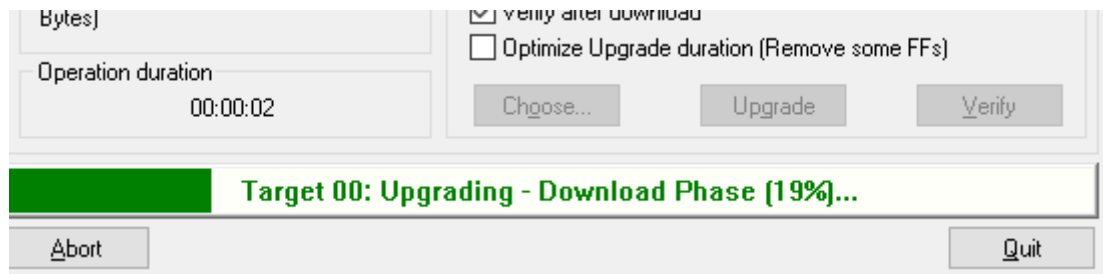 Bytes)
Verify after download
Optimize Upgrade duration (Remove some FFs)
Operation duration
00:00:02
Choose...
Upgrade
Verify
Target 00: Upgrading - Download Phase (19%)...
Abort
Quit